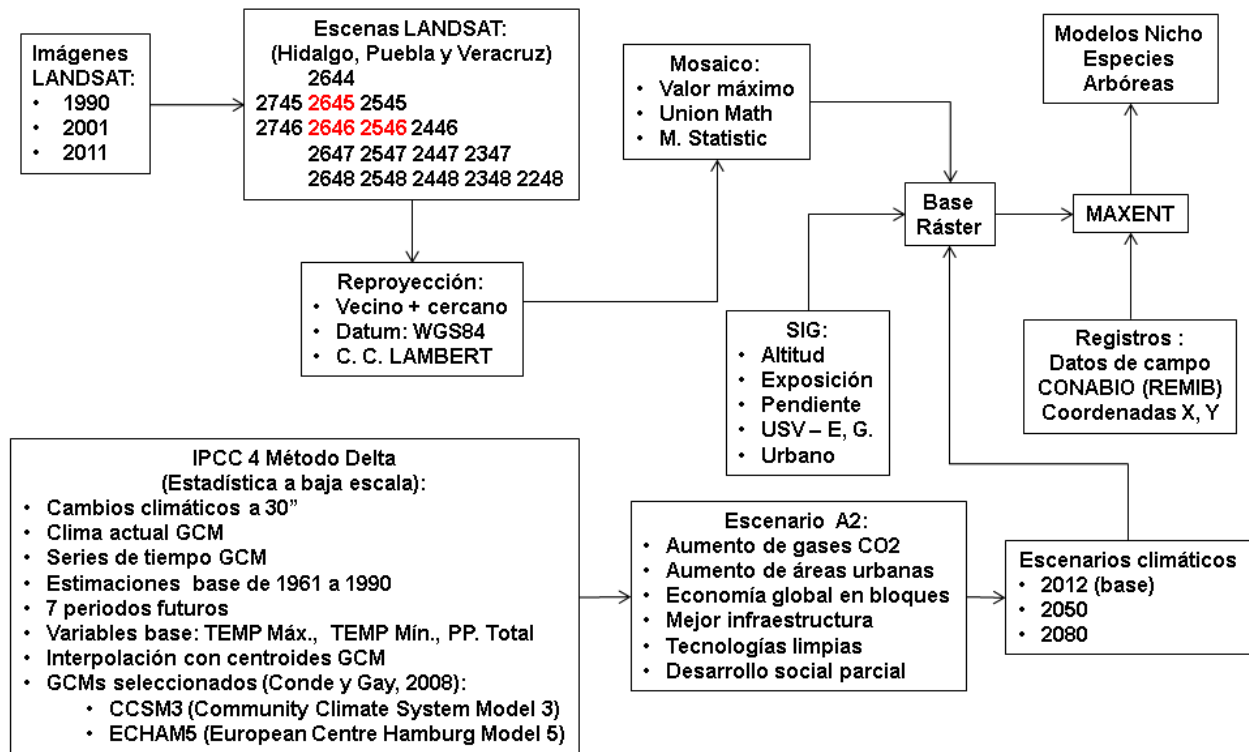 Imágenes
LANDSAT:
• 1990
• 2001
• 2011
Escenas LANDSAT:
(Hidalgo, Puebla y Veracruz)
2644
2745 2645 2545
2746 2646 2546 2446
2647 2547 2447 2347
2648 2548 2448 2348 2248
Mosaico:
• Valor máximo
• Union Math
• M. Statistic
Modelos Nicho
Especies
Arbóreas
Base
Ráster
MAXENT
Reproyección:
• Vecino + cercano
• Datum: WGS84
• C. C. LAMBERT
SIG:
• Altitud
• Exposición
• Pendiente
• USV – E, G.
• Urbano
Registros :
Datos de campo
CONABIO (REMIB)
Coordenadas X, Y
IPCC 4 Método Delta
(Estadística a baja escala):
• Cambios climáticos a 30”
• Clima actual GCM
• Series de tiempo GCM
• Estimaciones base de 1961 a 1990
• 7 periodos futuros
• Variables base: TEMP Máx., TEMP Mín., PP. Total
• Interpolación con centroides GCM
• GCMs seleccionados (Conde y Gay, 2008):
• CCSM3 (Community Climate System Model 3)
• ECHAM5 (European Centre Hamburg Model 5)
Escenario A2:
• Aumento de gases CO2
• Aumento de áreas urbanas
• Economía global en bloques
• Mejor infraestructura
• Tecnologías limpias
• Desarrollo social parcial
Escenarios climáticos
• 2012 (base)
• 2050
• 2080